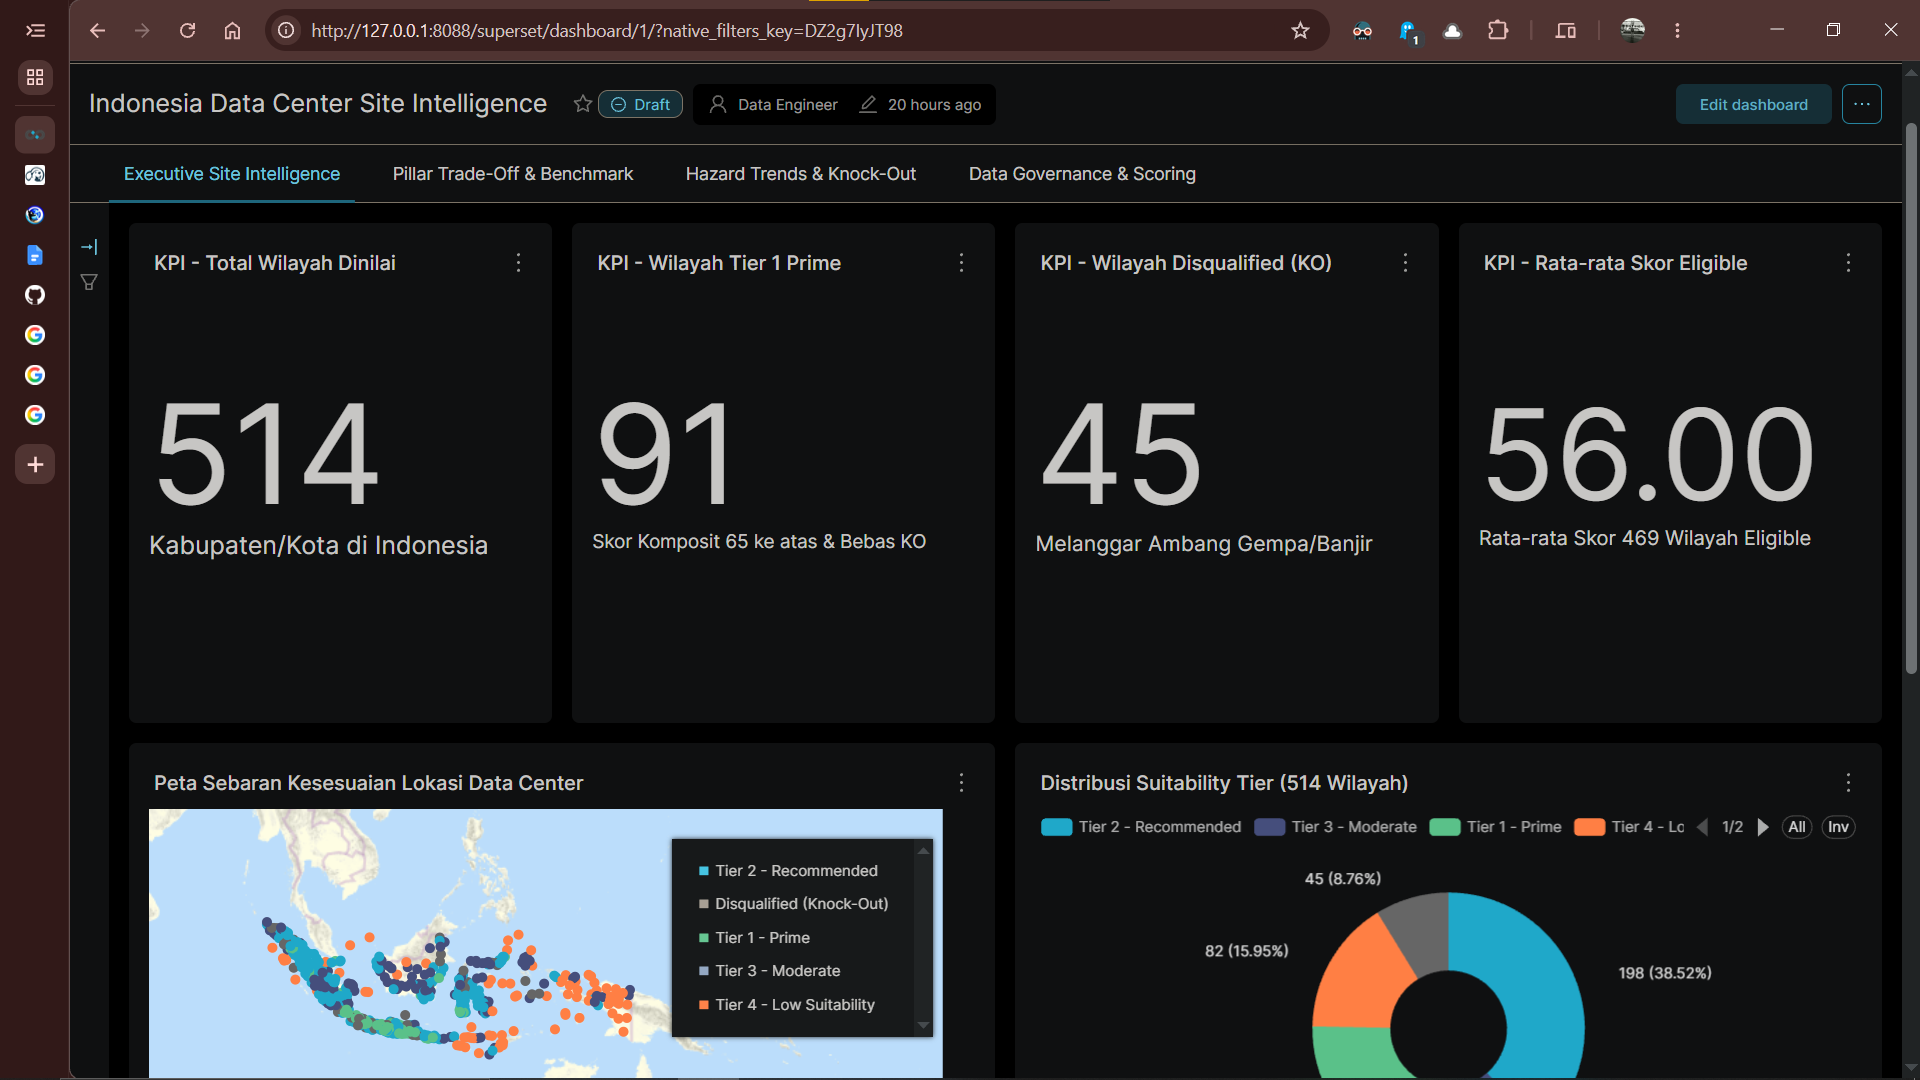 http://127.0.0.1:8088/superset/dashboard/1/?native_filters_key=DZ2g7lyJT98
1
Indonesia Data Center Site Intelligence
Draft
Data Engineer
20 hours ago
Edit dashboard
Executive Site Intelligence
Pillar Trade-Off & Benchmark
Hazard Trends & Knock-Out
Data Governance & Scoring
KPI - Total Wilayah Dinilai
514
Kabupaten/Kota di Indonesia
KPI - Wilayah Tier 1 Prime
91
Skor Komposit 65 ke atas & Bebas KO
KPI - Wilayah Disqualified (KO)
45
Melanggar Ambang Gempa/Banjir
KPI - Rata-rata Skor Eligible
56.00
Rata-rata Skor 469 Wilayah Eligible
Peta Sebaran Kesesuaian Lokasi Data Center
Tier 2 - Recommended
Disqualified (Knock-Out)
Tier 1 - Prime
Tier 3 - Moderate
Tier 4 - Low Suitability
Distribusi Suitability Tier (514 Wilayah)
Tier 2 - Recommended
Tier 3 - Moderate
Tier 1 - Prime
Tier 4 - Lo
1/2
All
Inv
45 (8.76%)
82 (15.95%)
198 (38.52%)